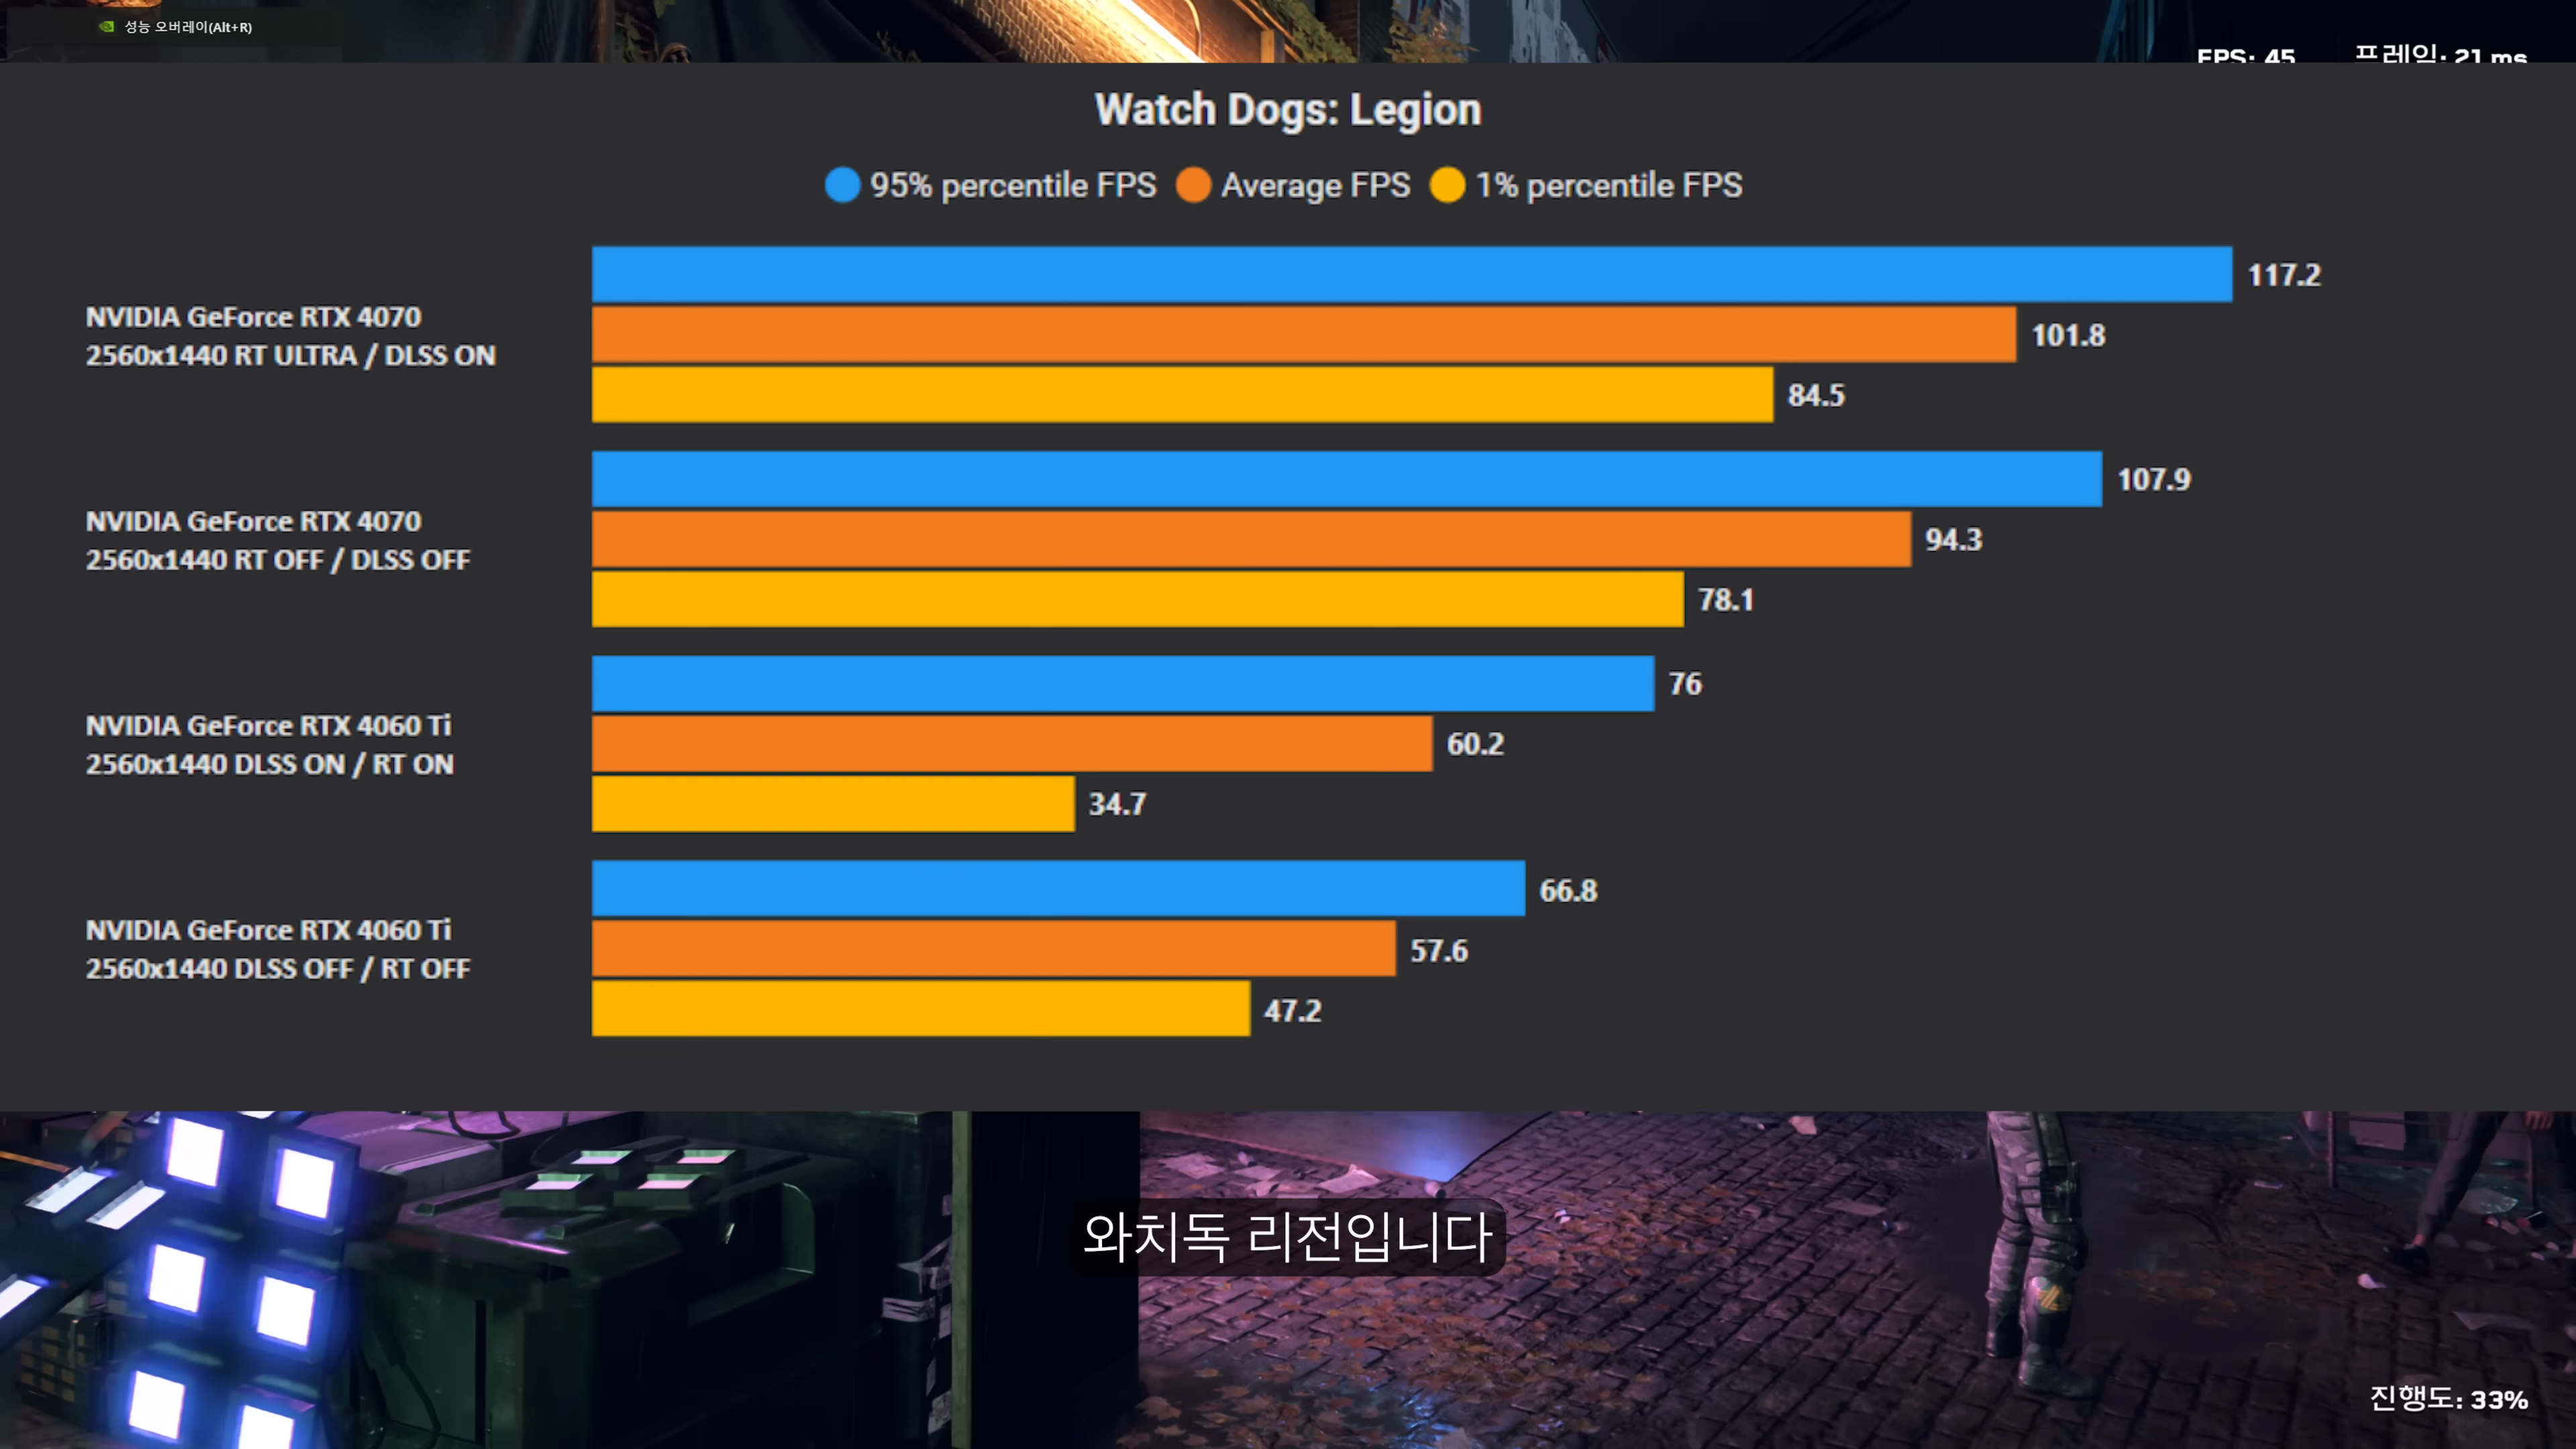 성능 오버레이(Alt+R)
FPS: 45 프레임: 21 ms
Watch Dogs: Legion
95% percentile FPS Average FPS 1% percentile FPS
117.2
NVIDIA GeForce RTX 4070
2560x1440 RT ULTRA / DLSS ON
101.8
84.5
107.9
NVIDIA GeForce RTX 4070
2560x1440 RT OFF / DLSS OFF
94.3
78.1
76
NVIDIA GeForce RTX 4060 Ti
2560x1440 DLSS ON / RT ON
60.2
34.7
66.8
NVIDIA GeForce RTX 4060 Ti
2560x1440 DLSS OFF / RT OFF
57.6
47.2
와치독 리전입니다
진행도: 33%